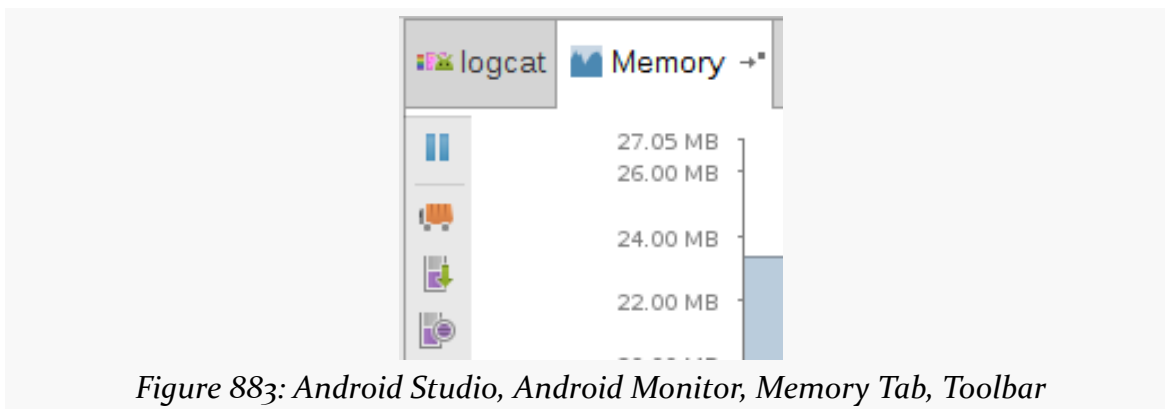 logcat
Memory
27.05 MB
26.00 MB
24.00 MB
22.00 MB
Figure 883: Android Studio, Android Monitor, Memory Tab, Toolbar